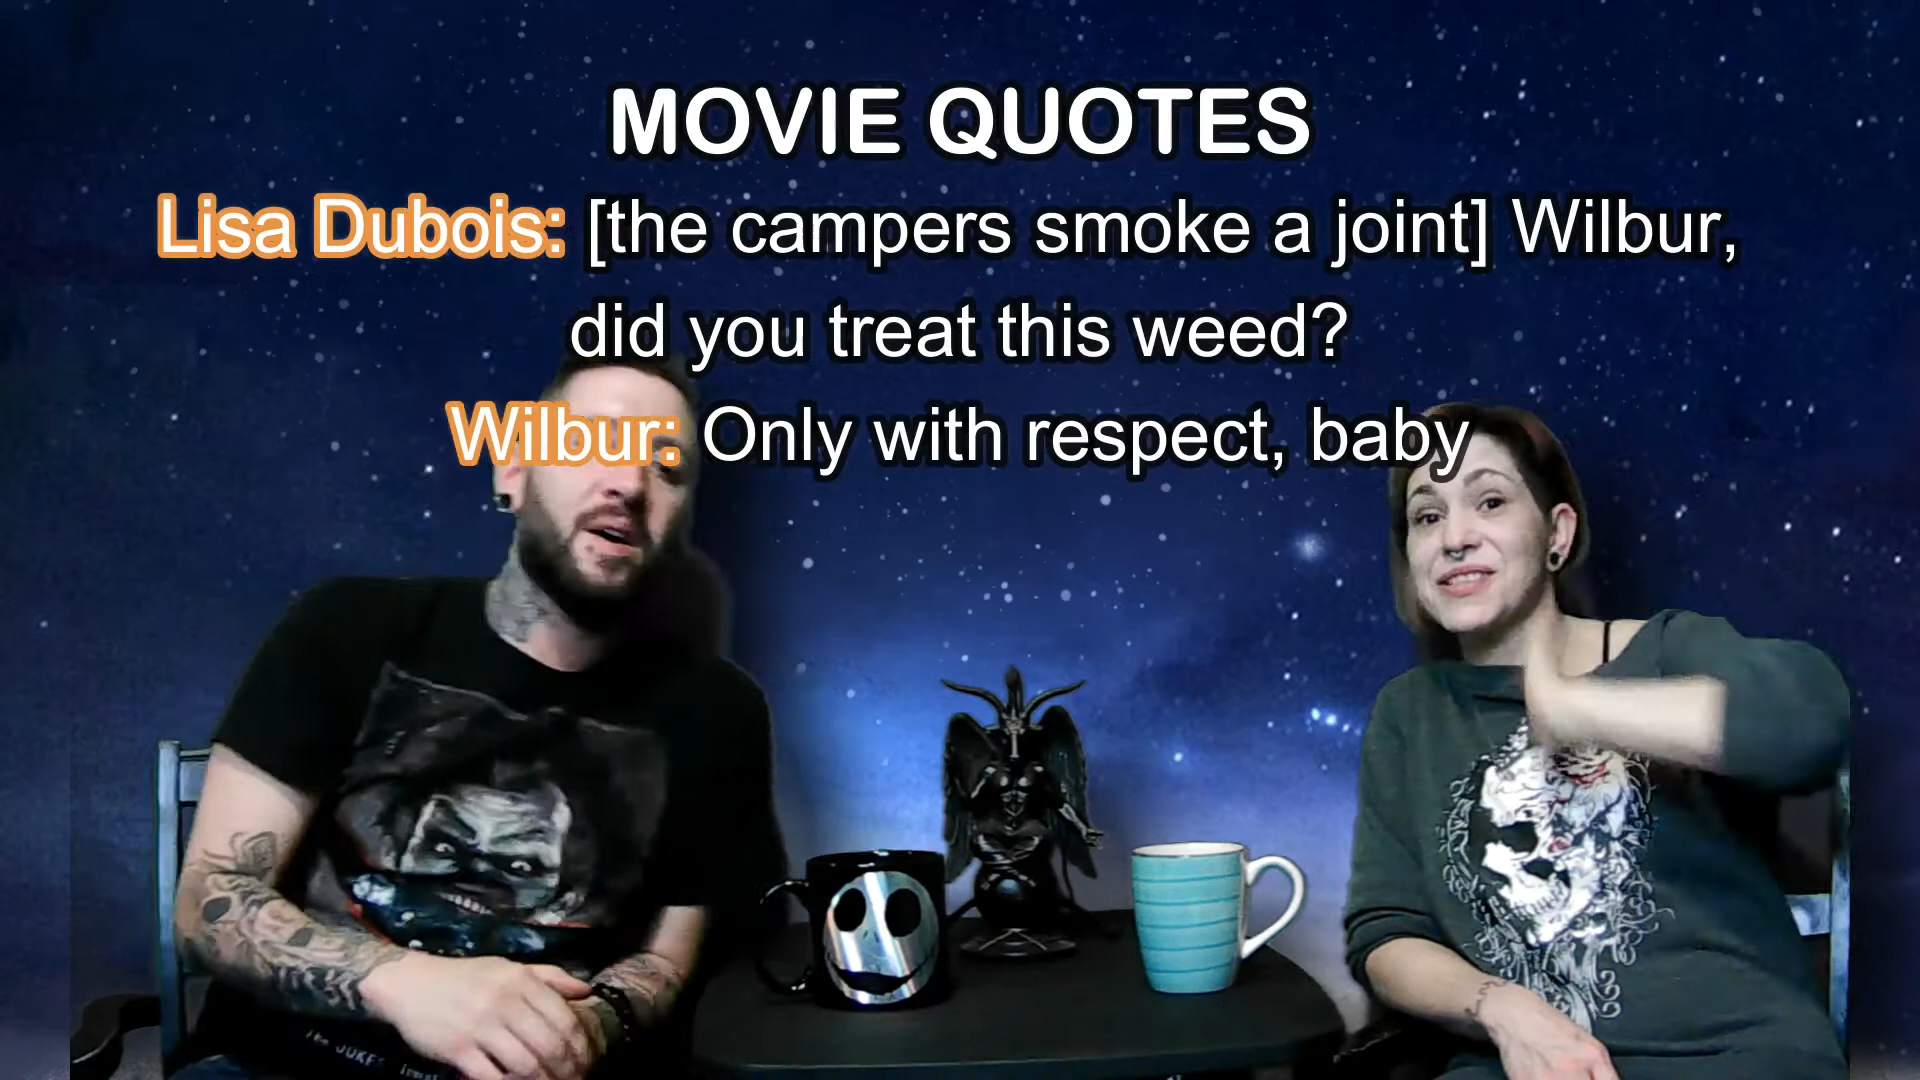 MOVIE QUOTES
Lisa Dubois: [the campers smoke a joint] Wilbur,
did you treat this weed?
Wilbur: Only with respect, baby